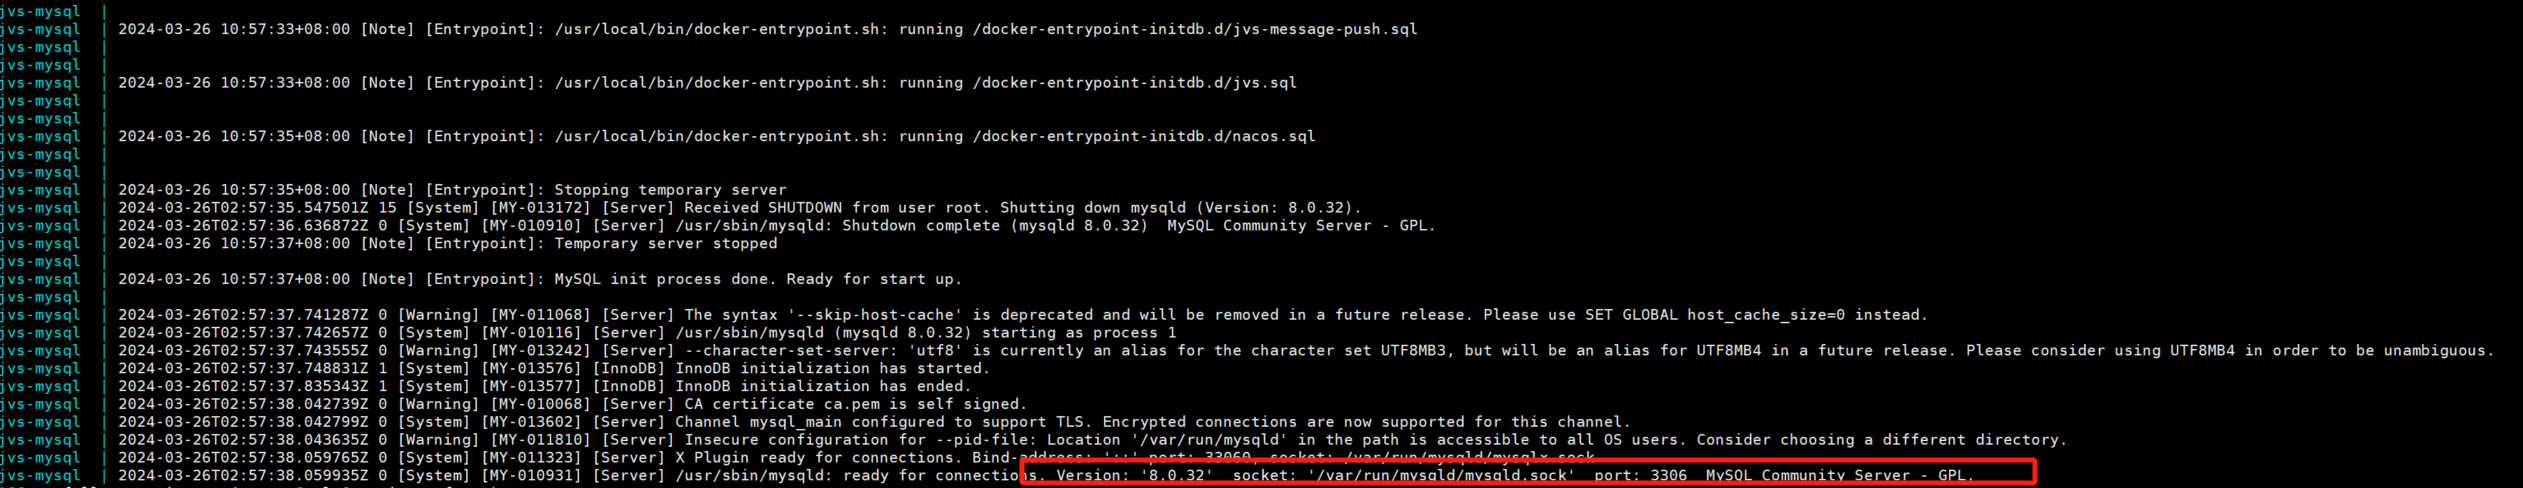 jvs-mysql |
jvs-mysql | 2024-03-26 10:57:33+08:00 [Note] [Entrypoint]: /usr/local/bin/docker-entrypoint.sh: running /docker-entrypoint-initdb.d/jvs-message-push.sql
jvs-mysql |
jvs-mysql |
jvs-mysql | 2024-03-26 10:57:33+08:00 [Note] [Entrypoint]: /usr/local/bin/docker-entrypoint.sh: running /docker-entrypoint-initdb.d/jvs.sql
jvs-mysql |
jvs-mysql |
jvs-mysql | 2024-03-26 10:57:35+08:00 [Note] [Entrypoint]: /usr/local/bin/docker-entrypoint.sh: running /docker-entrypoint-initdb.d/nacos.sql
jvs-mysql |
jvs-mysql |
jvs-mysql | 2024-03-26 10:57:35+08:00 [Note] [Entrypoint]: Stopping temporary server
jvs-mysql | 2024-03-26T02:57:35.547501Z 15 [System] [MY-013172] [Server] Received SHUTDOWN from user root. Shutting down mysqld (Version: 8.0.32).
jvs-mysql | 2024-03-26T02:57:36.636872Z 0 [System] [MY-010910] [Server] /usr/sbin/mysqld: Shutdown complete (mysqld 8.0.32)  MySQL Community Server - GPL.
jvs-mysql | 2024-03-26 10:57:37+08:00 [Note] [Entrypoint]: Temporary server stopped
jvs-mysql |
jvs-mysql | 2024-03-26 10:57:37+08:00 [Note] [Entrypoint]: MySQL init process done. Ready for start up.
jvs-mysql |
jvs-mysql | 2024-03-26T02:57:37.741287Z 0 [Warning] [MY-011068] [Server] The syntax '--skip-host-cache' is deprecated and will be removed in a future release. Please use SET GLOBAL host_cache_size=0 instead.
jvs-mysql | 2024-03-26T02:57:37.742657Z 0 [System] [MY-010116] [Server] /usr/sbin/mysqld (mysqld 8.0.32) starting as process 1
jvs-mysql | 2024-03-26T02:57:37.743555Z 0 [Warning] [MY-013242] [Server] --character-set-server: 'utf8' is currently an alias for the character set UTF8MB3, but will be an alias for UTF8MB4 in a future release. Please consider using UTF8MB4 in order to be unambiguous.
jvs-mysql | 2024-03-26T02:57:37.748831Z 1 [System] [MY-013576] [InnoDB] InnoDB initialization has started.
jvs-mysql | 2024-03-26T02:57:37.835343Z 1 [System] [MY-013577] [InnoDB] InnoDB initialization has ended.
jvs-mysql | 2024-03-26T02:57:38.042739Z 0 [Warning] [MY-010068] [Server] CA certificate ca.pem is self signed.
jvs-mysql | 2024-03-26T02:57:38.042799Z 0 [System] [MY-013602] [Server] Channel mysql_main configured to support TLS. Encrypted connections are now supported for this channel.
jvs-mysql | 2024-03-26T02:57:38.043635Z 0 [Warning] [MY-011810] [Server] Insecure configuration for --pid-file: Location '/var/run/mysqld' in the path is accessible to all OS users. Consider choosing a different directory.
jvs-mysql | 2024-03-26T02:57:38.059765Z 0 [System] [MY-011323] [Server] X Plugin ready for connections. Bind-address: '::' port: 33060, socket: /var/run/mysqld/mysqlx.sock
jvs-mysql | 2024-03-26T02:57:38.059935Z 0 [System] [MY-010931] [Server] /usr/sbin/mysqld: ready for connections. Version: '8.0.32'  socket: '/var/run/mysqld/mysqld.sock'  port: 3306  MySQL Community Server - GPL.